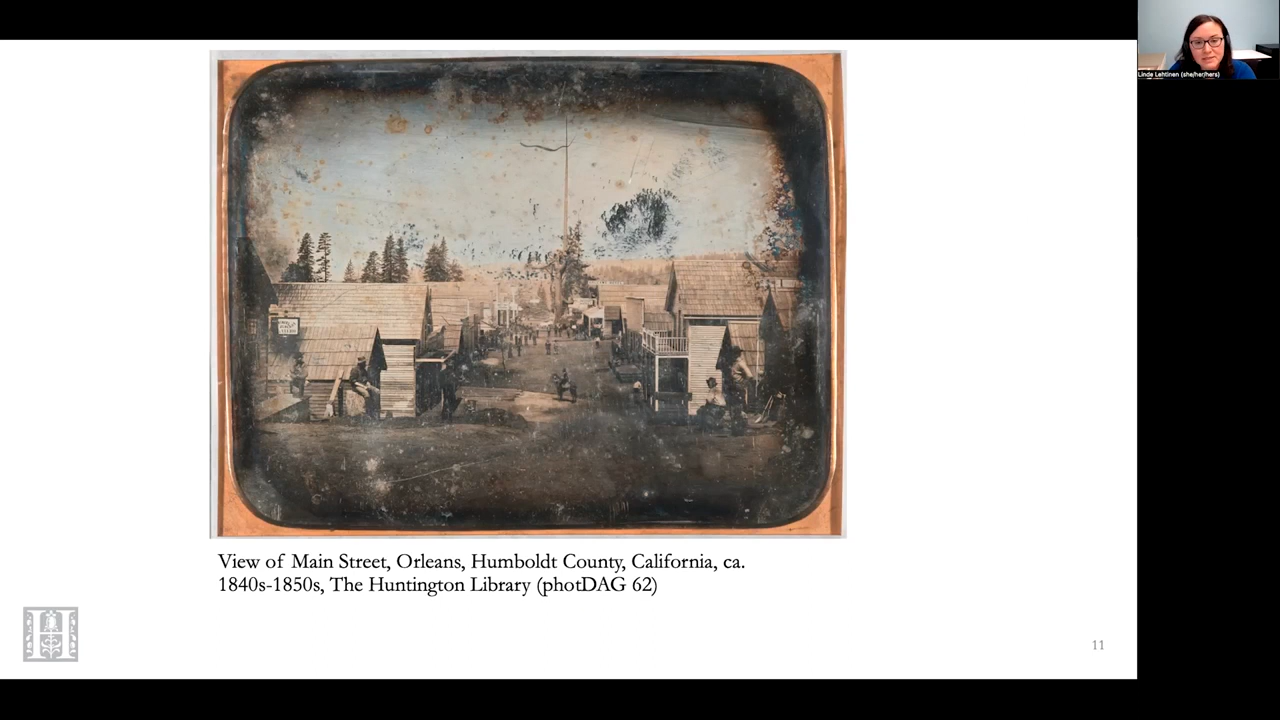 Linde Lehtinen (she/her/hers)
View of Main Street, Orleans, Humboldt County, California, ca.
1840s-1850s, The Huntington Library (photDAG 62)
H
11